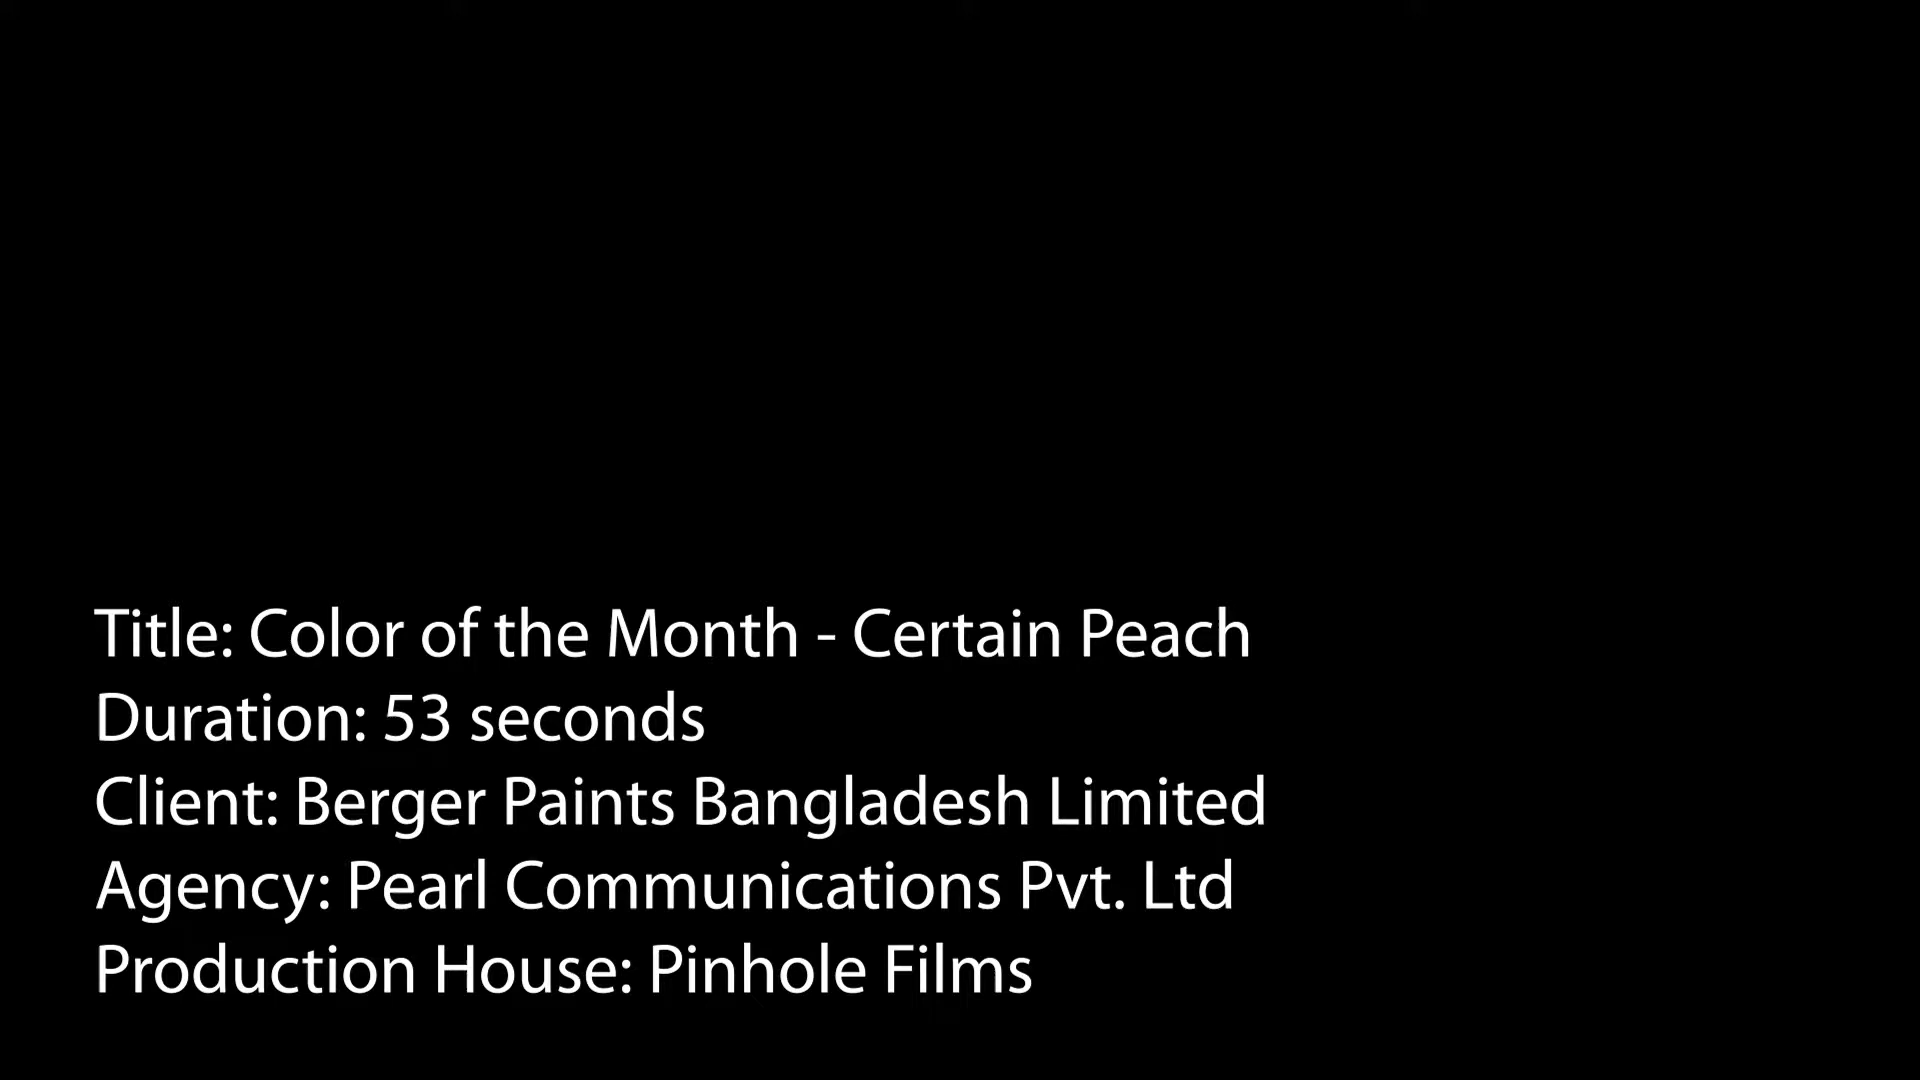 Title: Color of the Month - Certain Peach
Duration: 53 seconds
Client: Berger Paints Bangladesh Limited
Agency: Pearl Communications Pvt. Ltd
Production House: Pinhole Films